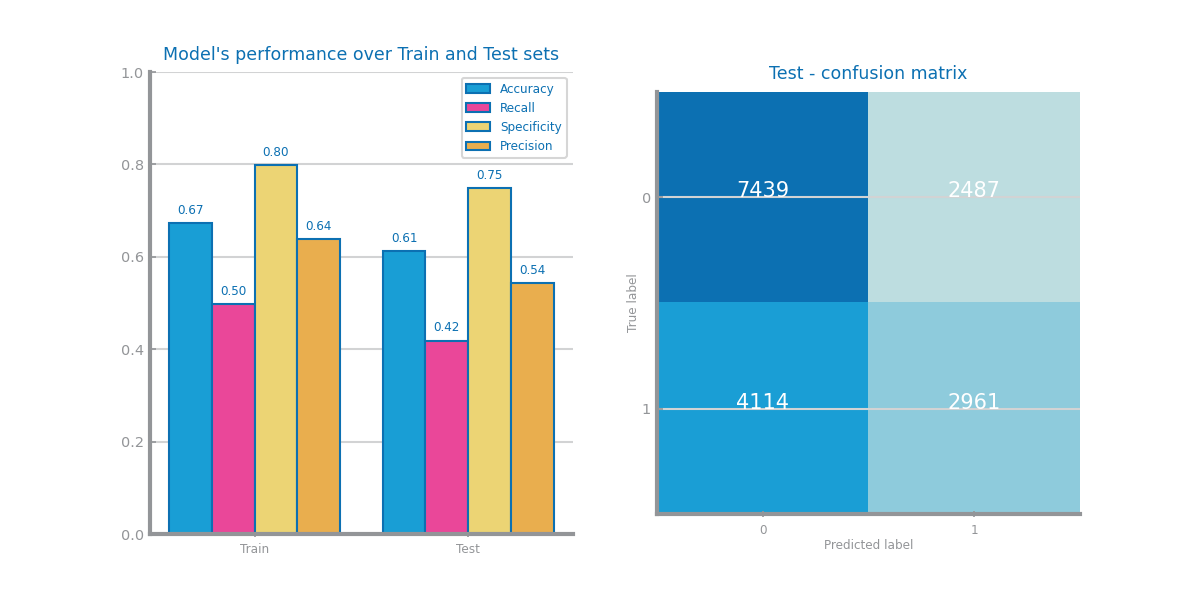 Model's performance over Train and Test sets
1.0
0.8
0.6
0.4
0.2
0.0
Accuracy
Recall
Specificity
Precision
0.67
0.50
0.80
0.64
0.61
0.42
0.75
0.54
Train
Test
Test - confusion matrix
True label
0
1
7439
2487
4114
2961
0
1
Predicted label